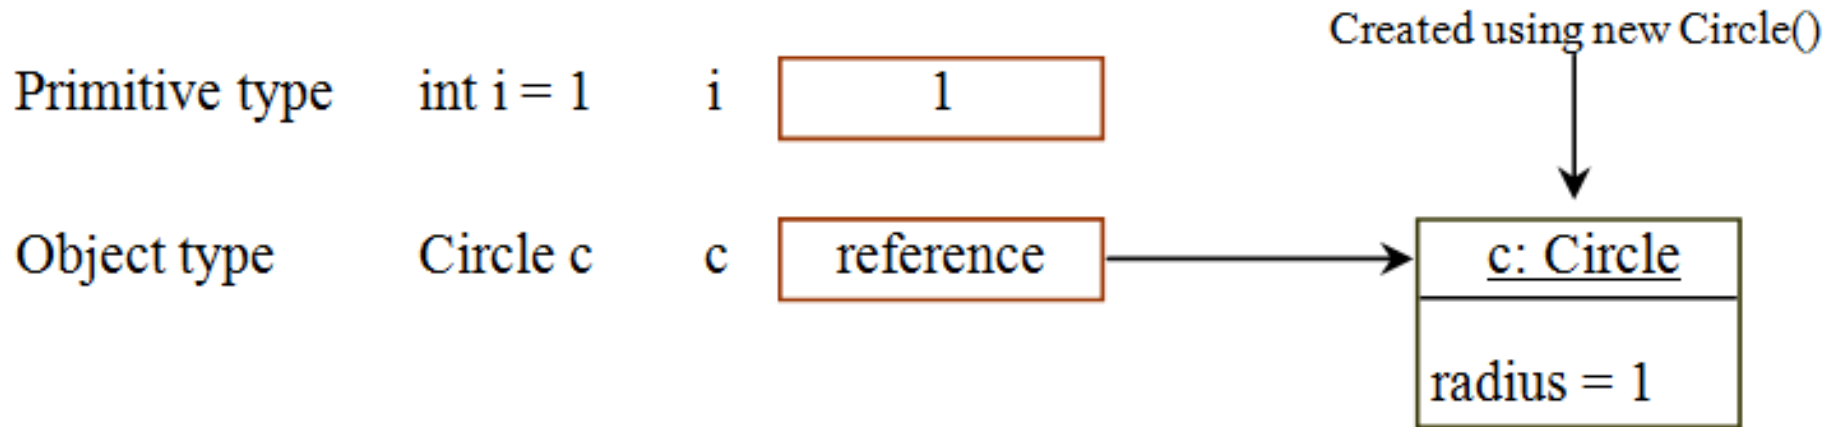 Created using new Circle()
Primitive type int i = 1 i 1
Object type Circle c c reference c: Circle
radius = 1